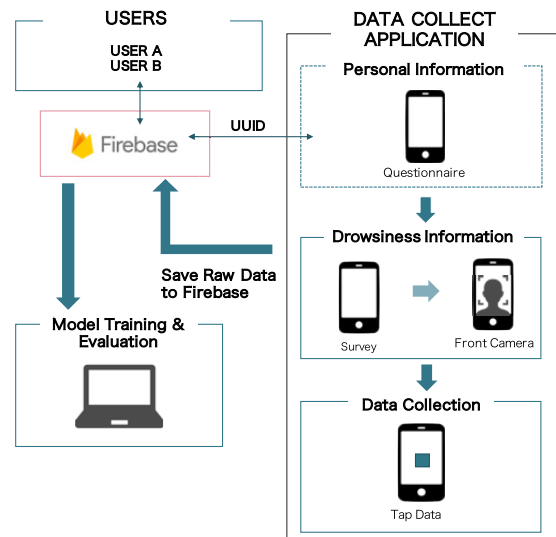 USERS
USER A
USER B
Firebase
UUID
Save Raw Data
to Firebase
Model Training &
Evaluation
DATA COLLECT
APPLICATION
Personal Information
Questionnaire
Drowsiness Information
Survey
Front Camera
Data Collection
Tap Data